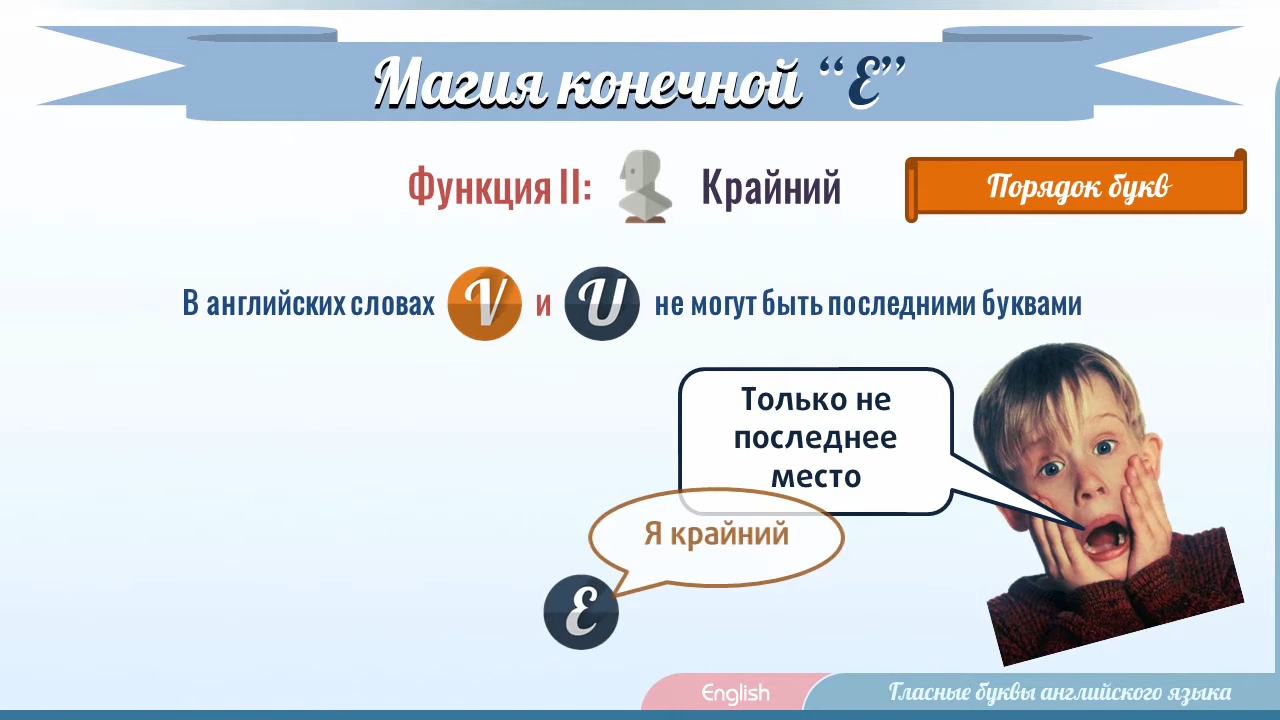 Магия конечной “E”
Функция II: Крайний
Порядок букв
В английских словах V и U не могут быть последними буквами
Только не
последнее
место
Я крайний
E
English
Гласные буквы английского языка